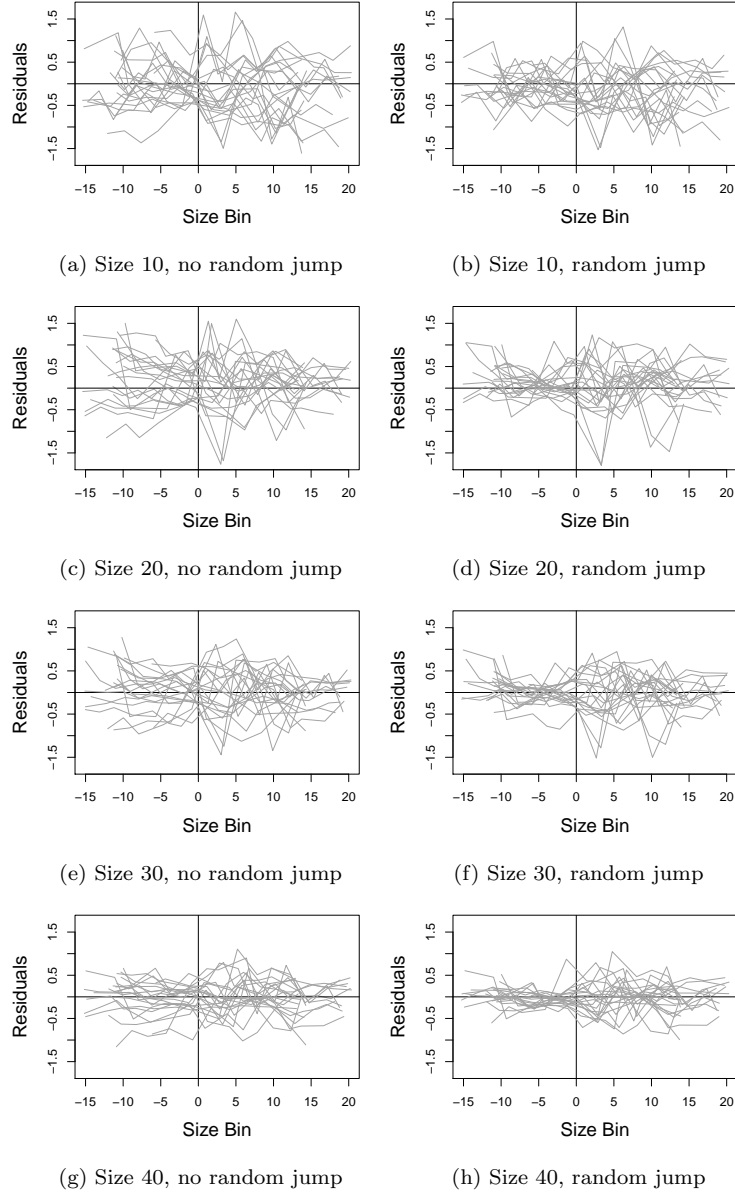 Residuals
1.5
0.5
−0.5
−1.5
−15 −10 −5 0 5 10 15 20
Size Bin
(a) Size 10, no random jump
Residuals
1.5
0.5
−0.5
−1.5
−15 −10 −5 0 5 10 15 20
Size Bin
(b) Size 10, random jump
Residuals
1.5
0.5
−0.5
−1.5
−15 −10 −5 0 5 10 15 20
Size Bin
(c) Size 20, no random jump
Residuals
1.5
0.5
−0.5
−1.5
−15 −10 −5 0 5 10 15 20
Size Bin
(d) Size 20, random jump
Residuals
1.5
0.5
−0.5
−1.5
−15 −10 −5 0 5 10 15 20
Size Bin
(e) Size 30, no random jump
Residuals
1.5
0.5
−0.5
−1.5
−15 −10 −5 0 5 10 15 20
Size Bin
(f) Size 30, random jump
Residuals
1.5
0.5
−0.5
−1.5
−15 −10 −5 0 5 10 15 20
Size Bin
(g) Size 40, no random jump
Residuals
1.5
0.5
−0.5
−1.5
−15 −10 −5 0 5 10 15 20
Size Bin
(h) Size 40, random jump